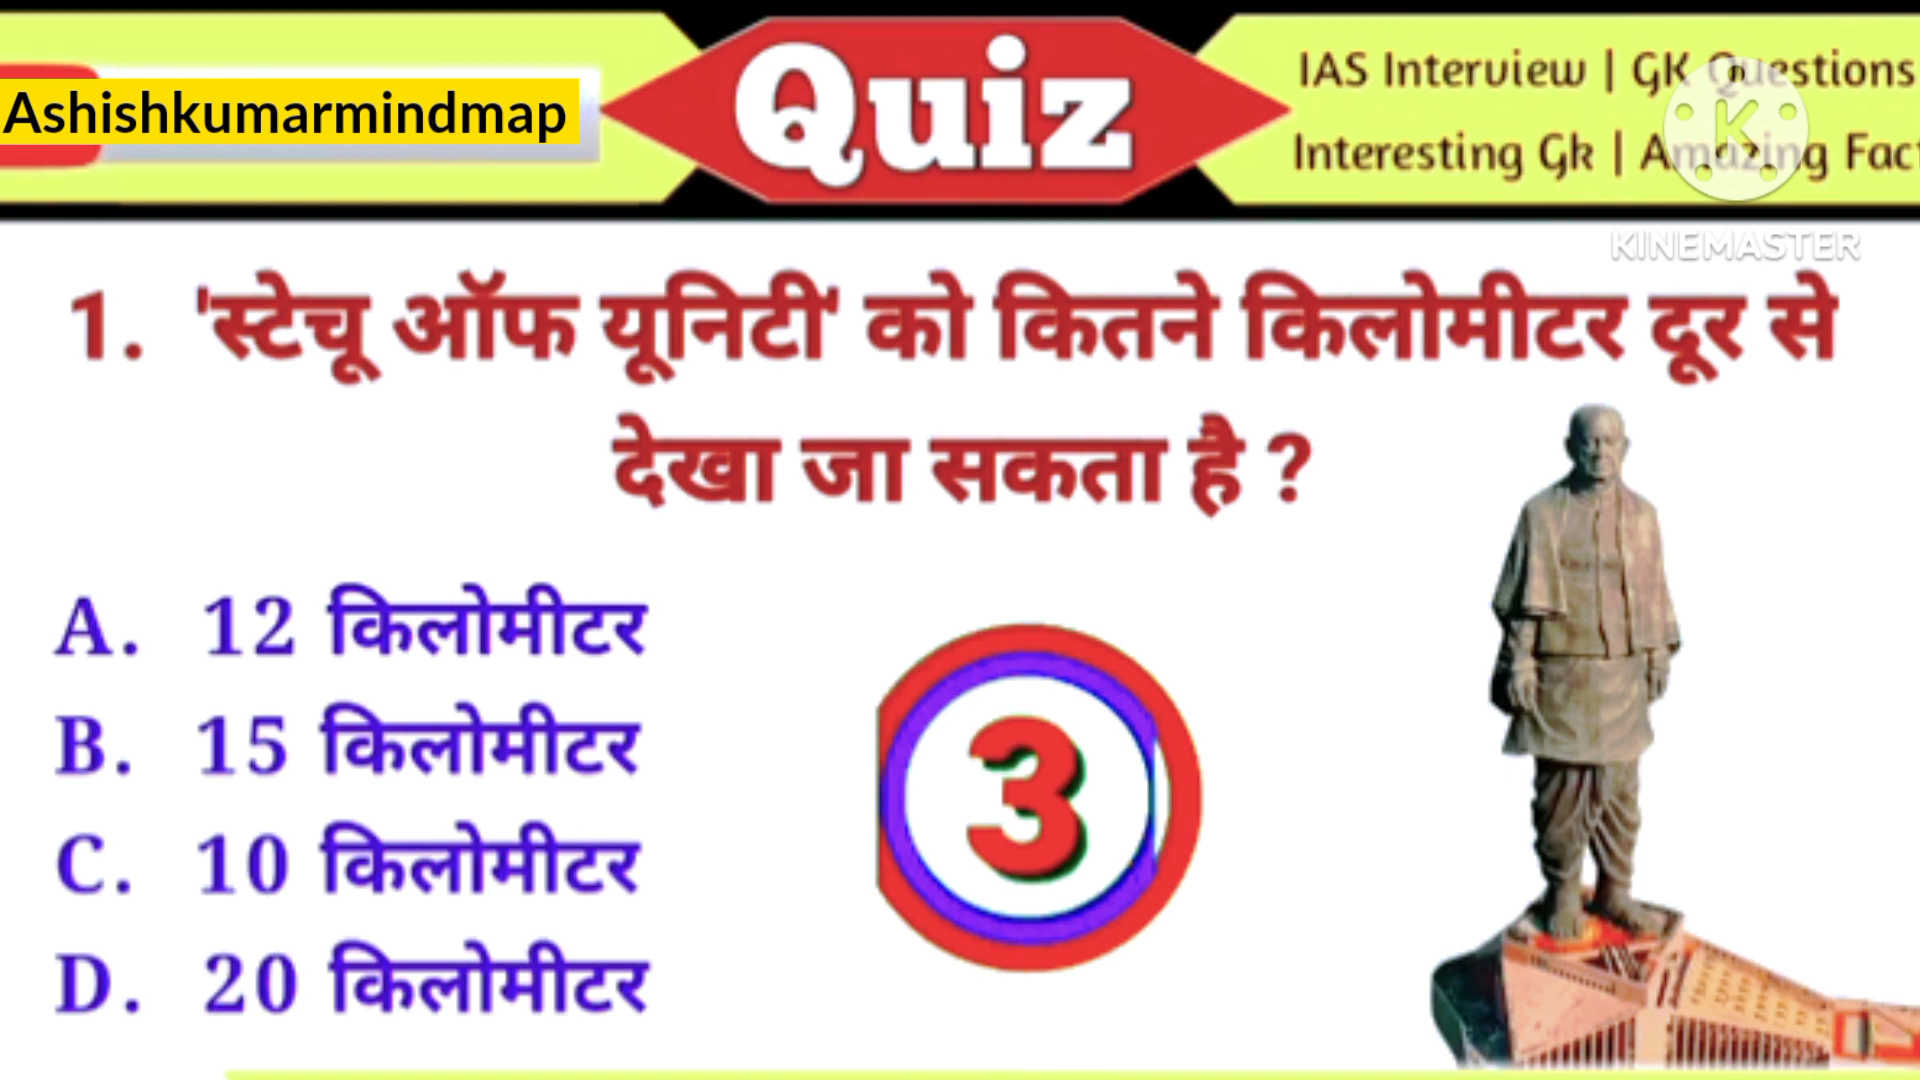 Ashishkumarmindmap
Quiz
IAS Interview | GK Questions
Interesting Gk | Amazing Fac
KINEMASTER
1. 'स्टेचू ऑफ यूनिटी' को कितने किलोमीटर दूर से
देखा जा सकता है ?
A. 12 किलोमीटर
B. 15 किलोमीटर
C. 10 किलोमीटर
D. 20 किलोमीटर
3